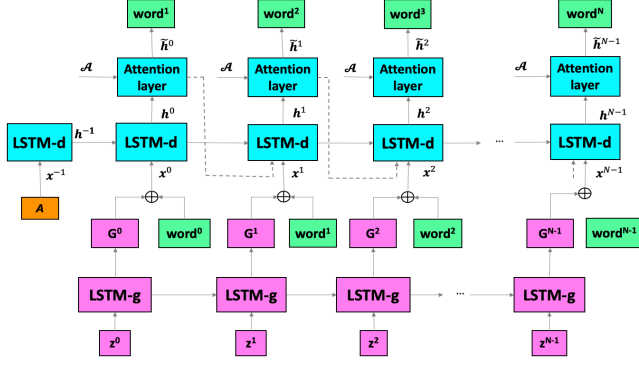 word¹ word² word³ wordᴺ
h̃⁰ h̃¹ h̃² h̃ᴺ⁻¹
𝒜 Attention layer 𝒜 Attention layer 𝒜 Attention layer 𝒜 Attention layer
h⁰ h¹ h² hᴺ⁻¹
LSTM-d h⁻¹ LSTM-d LSTM-d LSTM-d ... LSTM-d
x⁻¹ x⁰ x¹ x² xᴺ⁻¹
A
G⁰ word⁰ G¹ word¹ G² word² Gᴺ⁻¹ wordᴺ⁻¹
LSTM-g LSTM-g LSTM-g ... LSTM-g
z⁰ z¹ z² zᴺ⁻¹